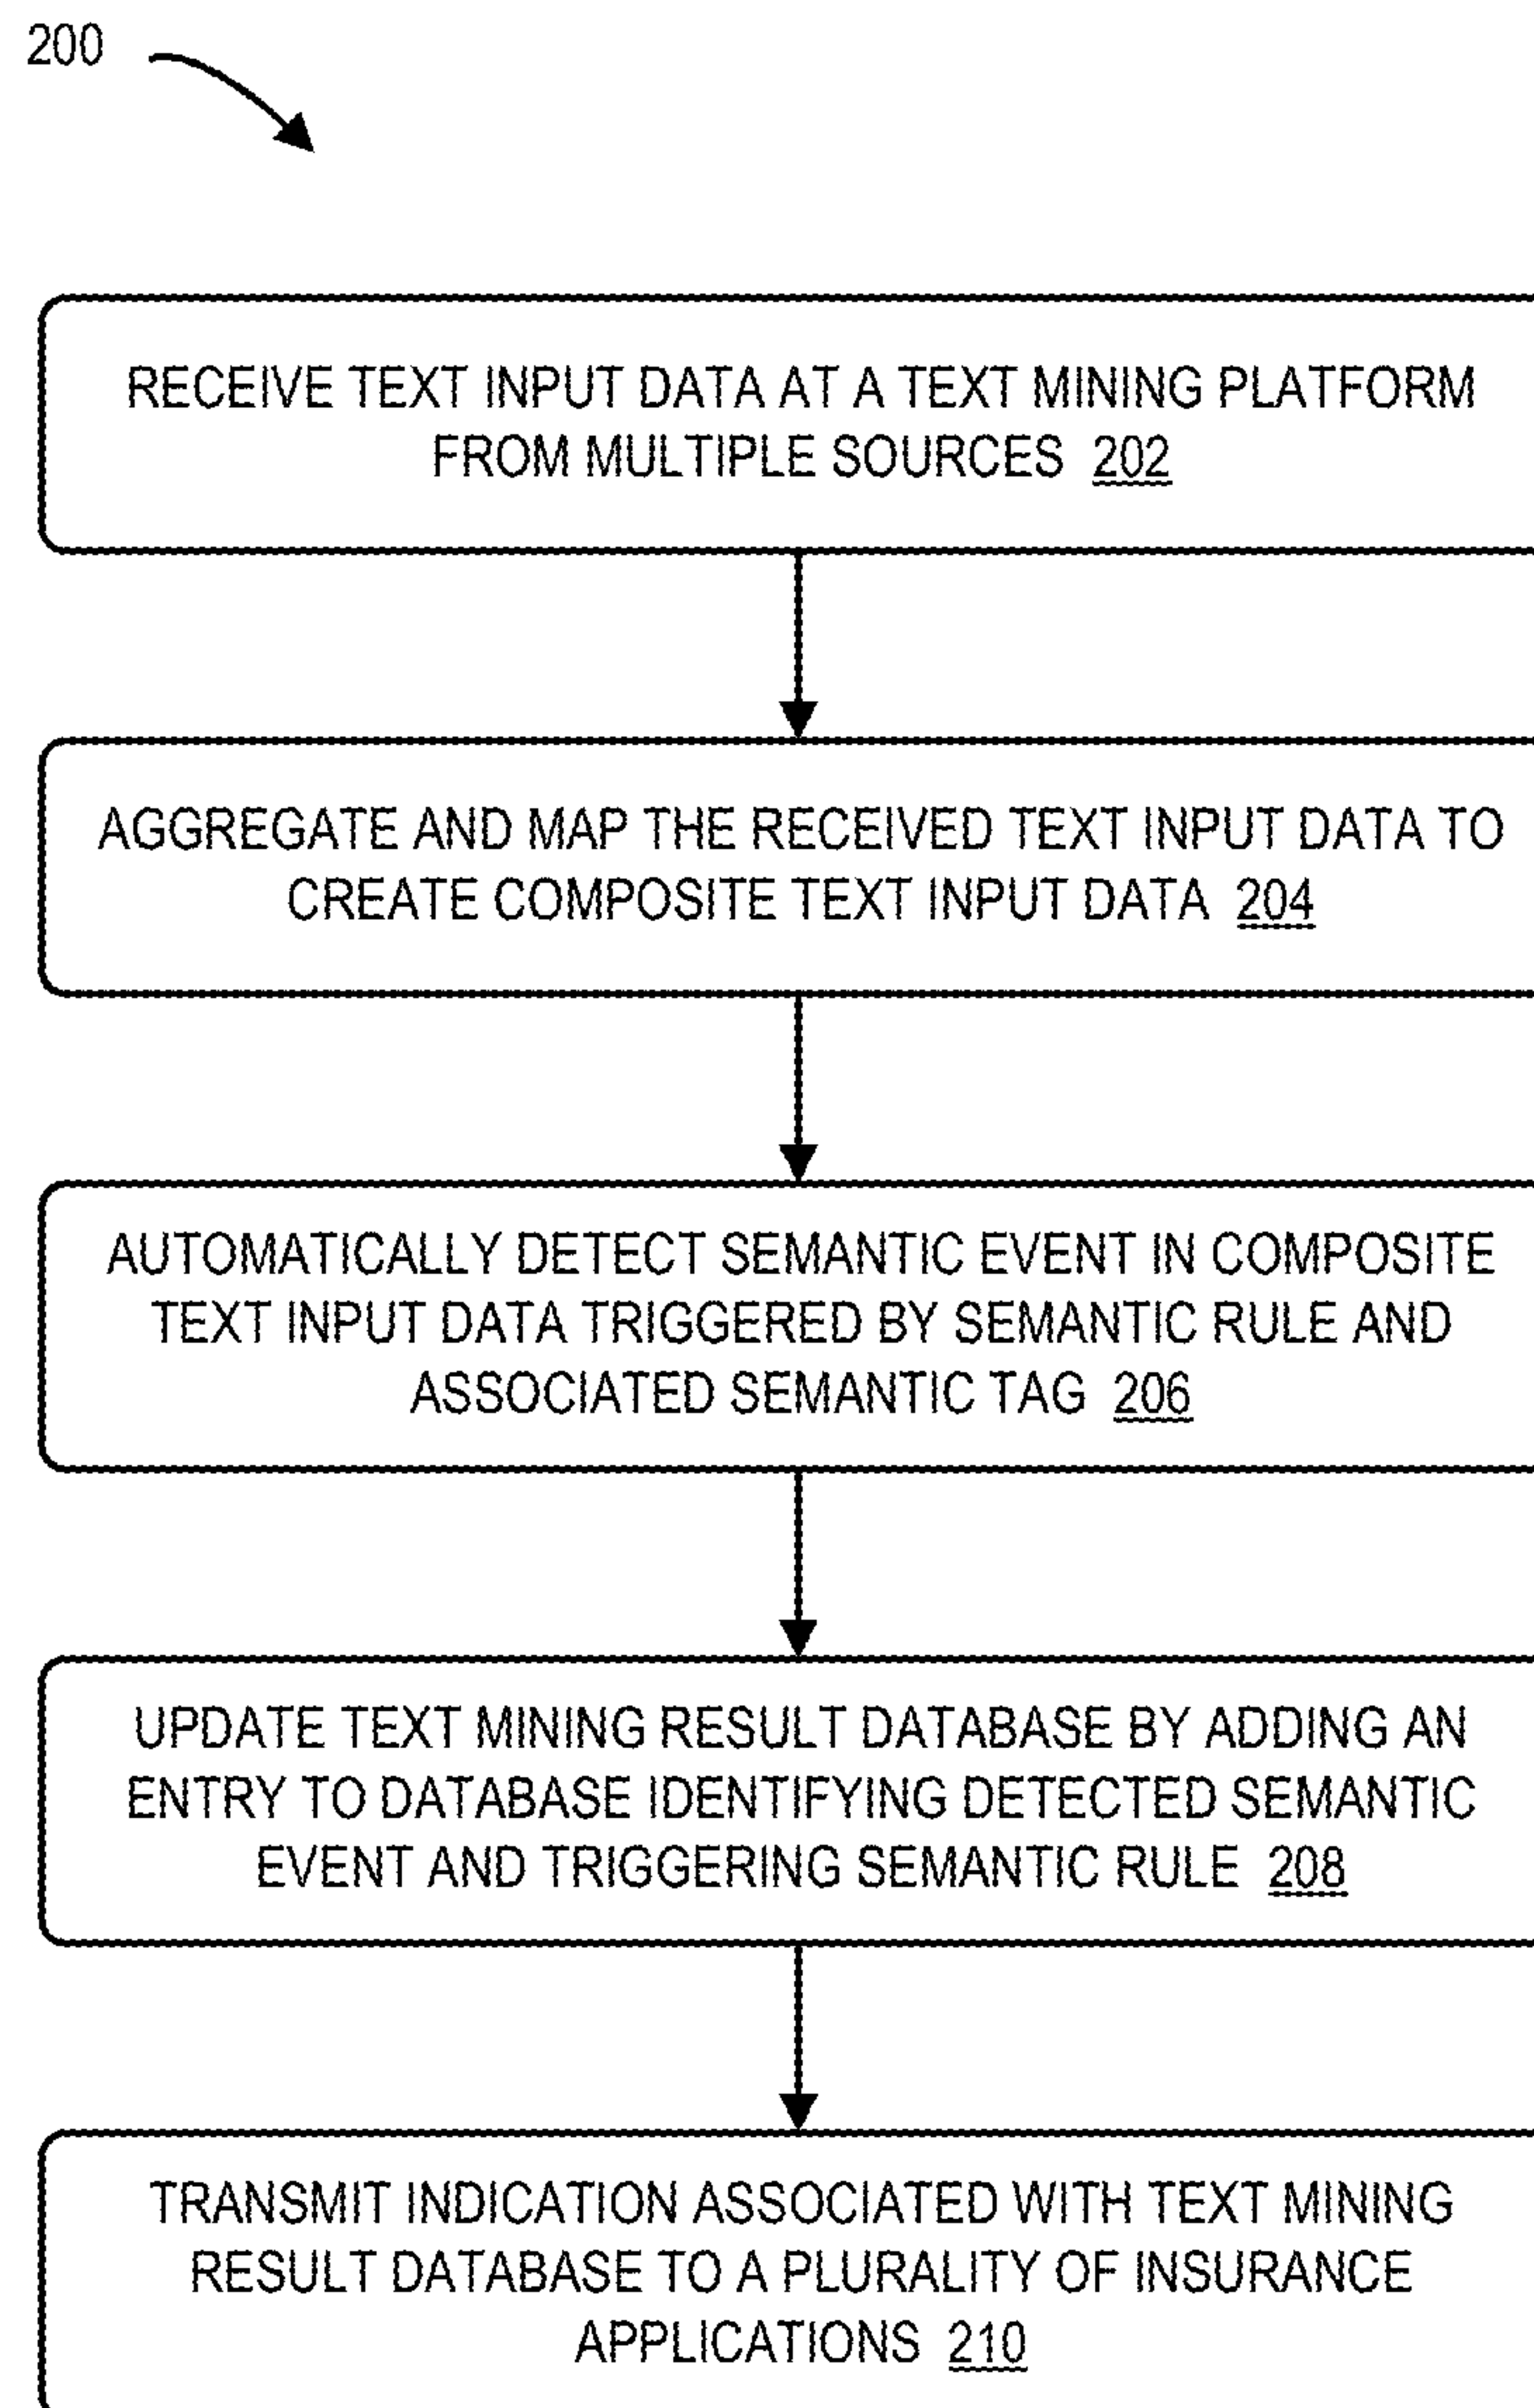 200
RECEIVE TEXT INPUT DATA AT A TEXT MINING PLATFORM
FROM MULTIPLE SOURCES 202
AGGREGATE AND MAP THE RECEIVED TEXT INPUT DATA TO
CREATE COMPOSITE TEXT INPUT DATA 204
AUTOMATICALLY DETECT SEMANTIC EVENT IN COMPOSITE
TEXT INPUT DATA TRIGGERED BY SEMANTIC RULE AND
ASSOCIATED SEMANTIC TAG 206
UPDATE TEXT MINING RESULT DATABASE BY ADDING AN
ENTRY TO DATABASE IDENTIFYING DETECTED SEMANTIC
EVENT AND TRIGGERING SEMANTIC RULE 208
TRANSMIT INDICATION ASSOCIATED WITH TEXT MINING
RESULT DATABASE TO A PLURALITY OF INSURANCE
APPLICATIONS 210